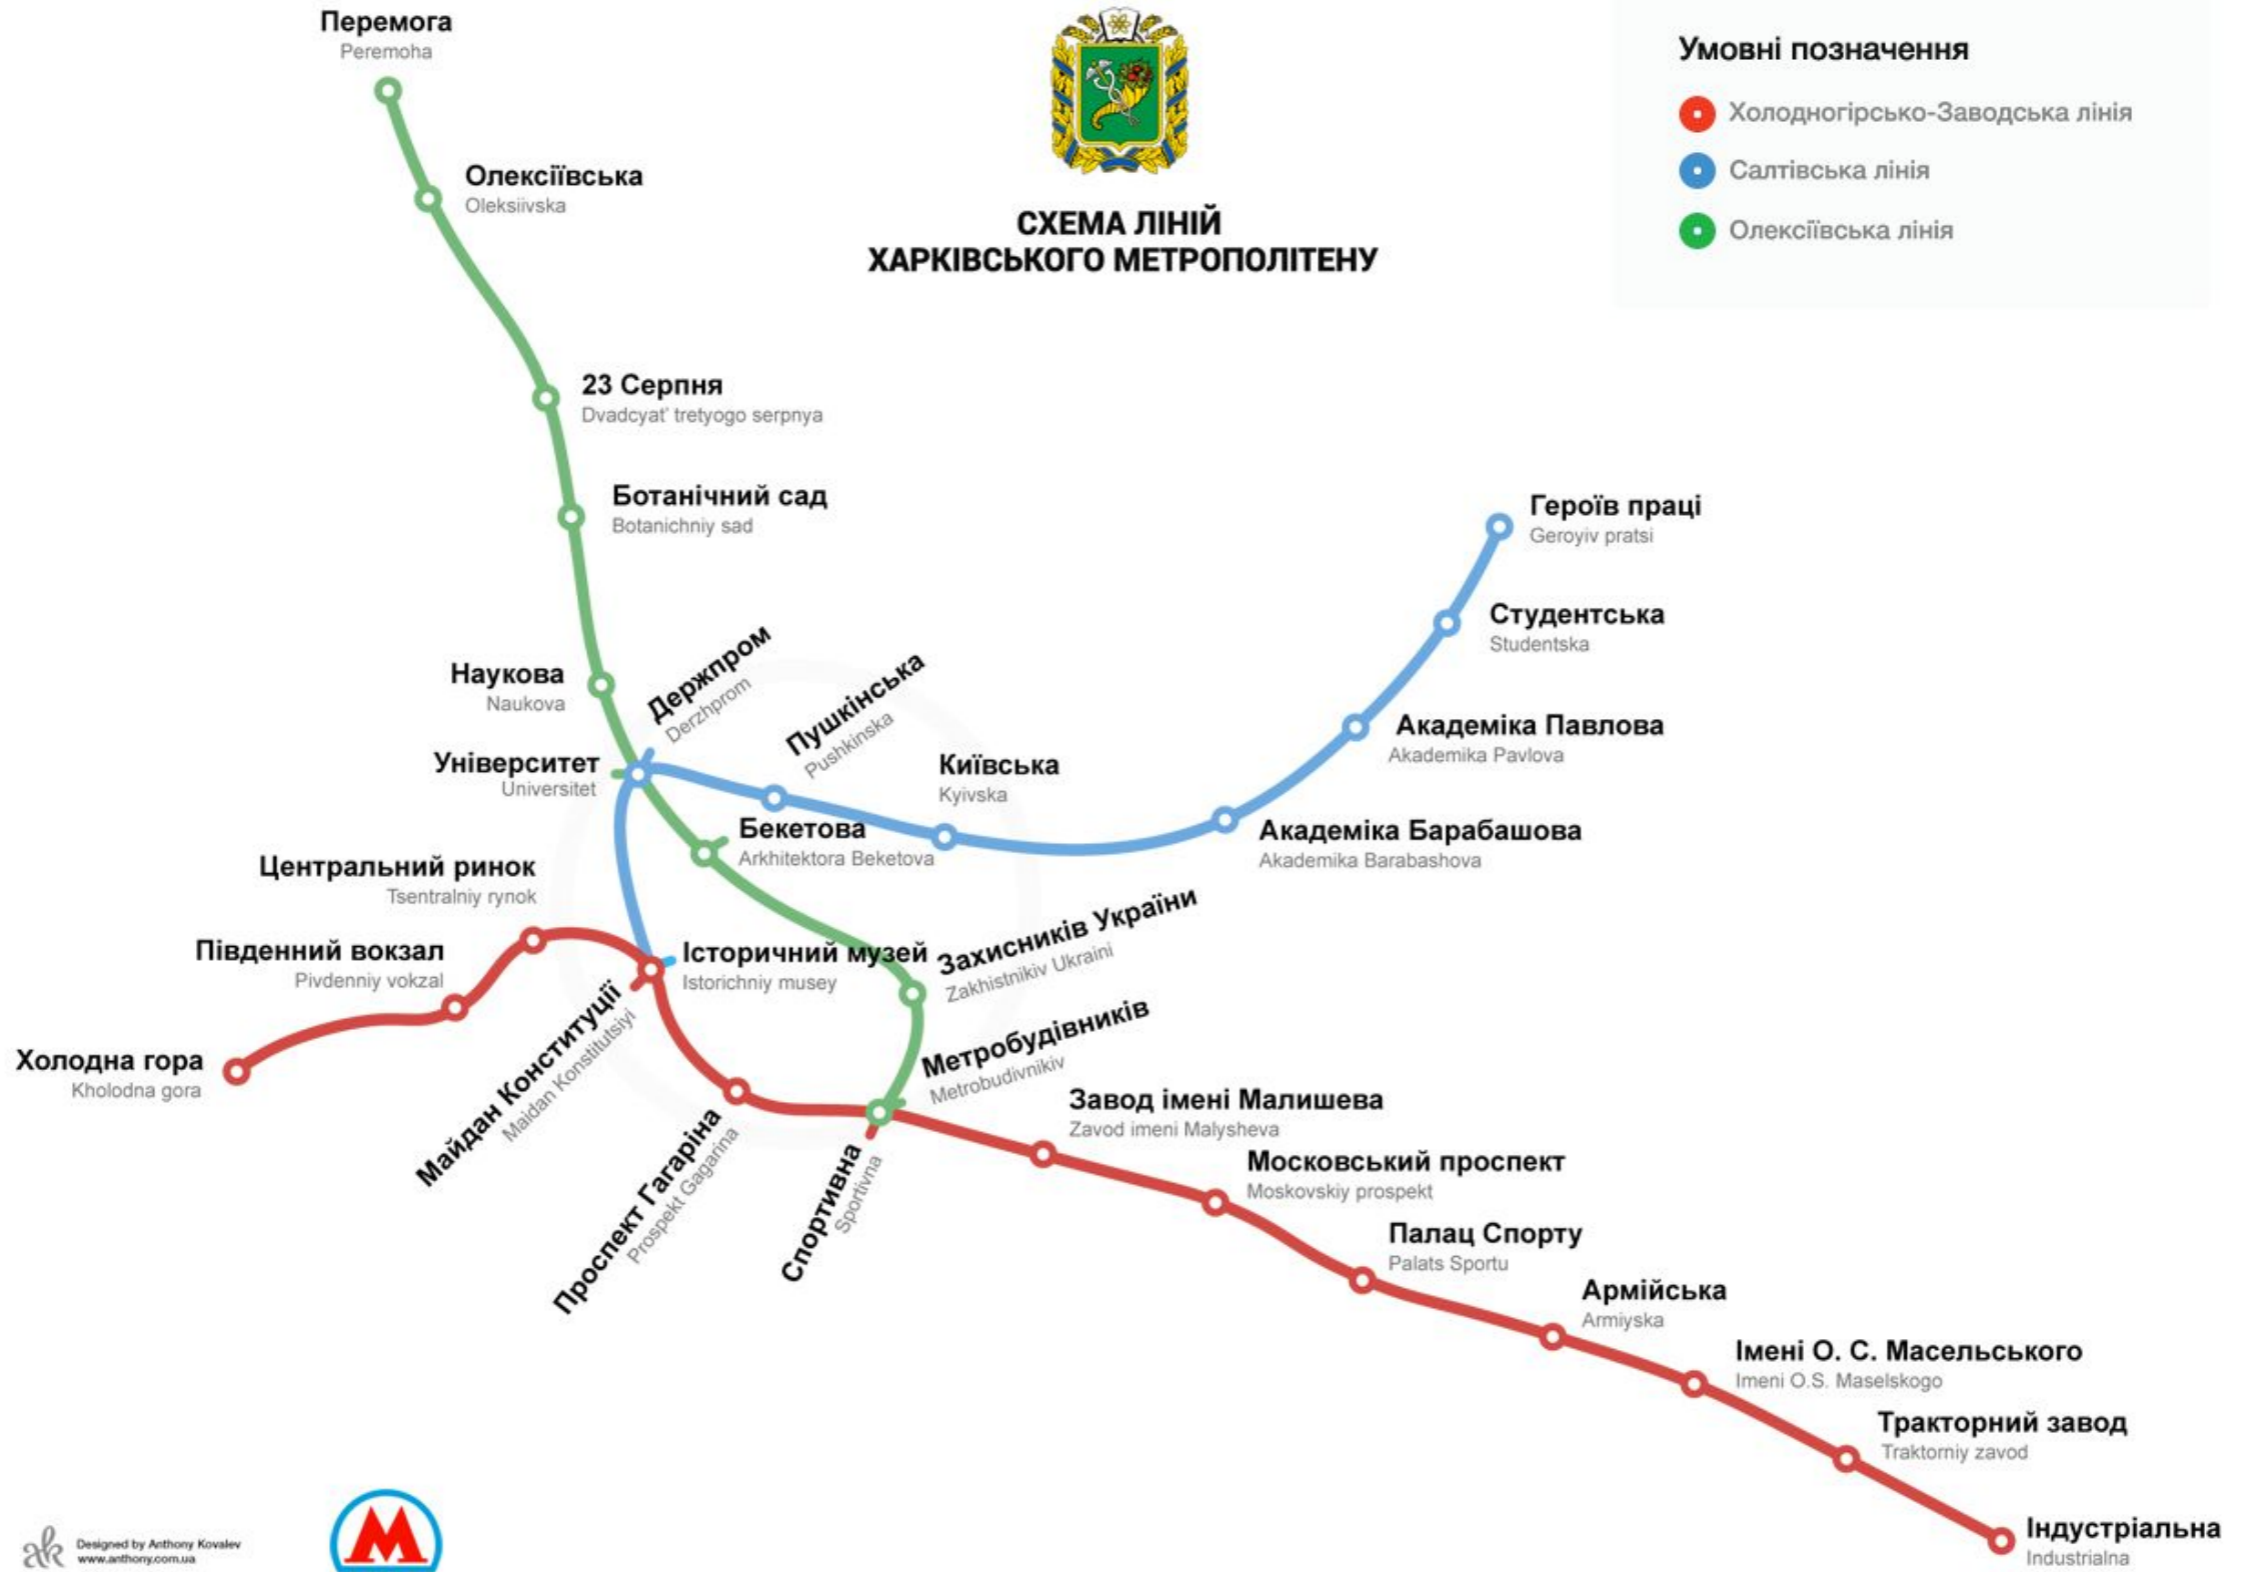 Перемога
Peremoha
Олексіївська
Oleksiivska
СХЕМА ЛІНІЙ
ХАРКІВСЬКОГО МЕТРОПОЛІТЕНУ
Умовні позначення
Холодногірсько-Заводська лінія
Салтівська лінія
Олексіївська лінія
23 Серпня
Dvadcyat' tretyogo serpnya
Ботанічний сад
Botanichniy sad
Героїв праці
Geroyiv pratsi
Студентська
Studentska
Наукова
Naukova
Держпром
Derzhprom
Пушкінська
Pushkinska
Академіка Павлова
Akademika Pavlova
Університет
Universitet
Київська
Kyivska
Бекетова
Arkhitektora Beketova
Академіка Барабашова
Akademika Barabashova
Центральний ринок
Tsentralniy rynok
Південний вокзал
Pivdenniy vokzal
Історичний музей
Istorichniy musey
Захисників України
Zakhistnikiv Ukraini
Холодна гора
Kholodna gora
Майдан Конституції
Maidan Konstitutsiyi
Метробудівників
Metrobudivnikiv
Проспект Гагаріна
Prospekt Gagarina
Спортивна
Sportivna
Завод імені Малишева
Zavod imeni Malysheva
Московський проспект
Moskovskiy prospekt
Палац Спорту
Palats Sportu
Армійська
Armiyska
Імені О. С. Масельського
Imeni O.S. Maselskogo
Тракторний завод
Traktorniy zavod
Індустріальна
Industrialna
ak
Designed by Anthony Kovalev
www.anthony.com.ua
М